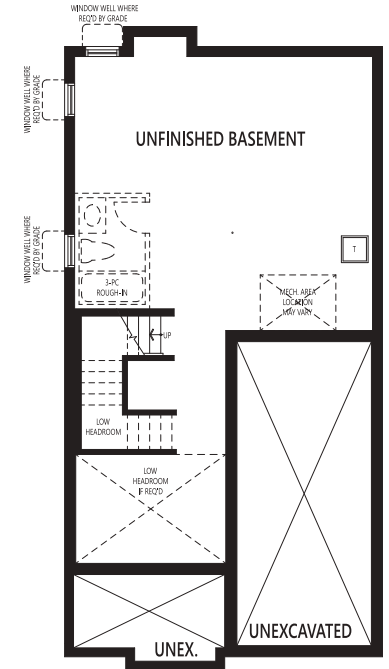 WINDOW WELL WHERE
REQ'D BY GRADE
WINDOW WELL WHERE
REQ'D BY GRADE
UNFINISHED BASEMENT
WINDOW WELL WHERE
REQ'D BY GRADE
T
3-PC
ROUGH-IN
MECH. AREA
LOCATION
MAY VARY
UP
LOW
HEADROOM
LOW
HEADROOM
IF REQ'D
UNEXCAVATED
UNEX.